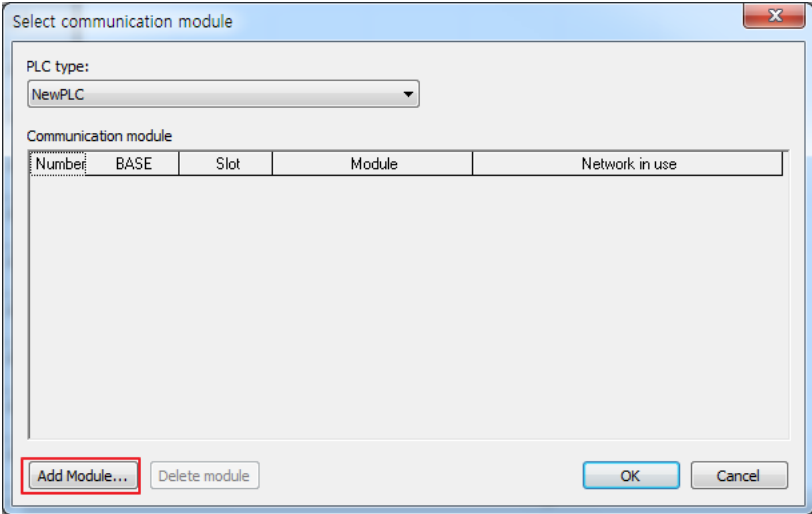 Select communication module
PLC type:
NewPLC
Communication module
Number BASE Slot Module Network in use
Add Module... Delete module OK Cancel